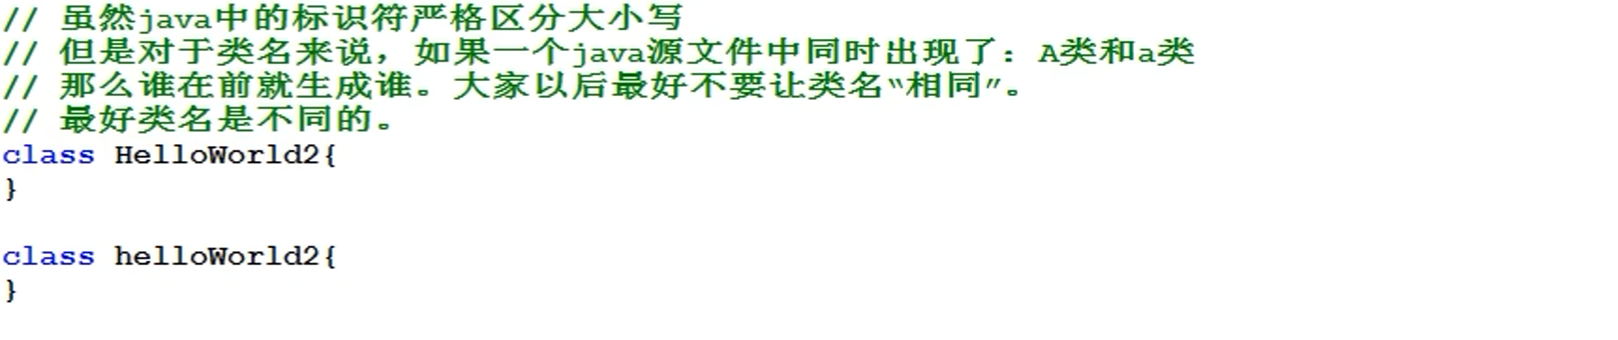 // 虽然java中的标识符严格区分大小写
// 但是对于类名来说，如果一个java源文件中同时出现了：A类和a类
// 那么谁在前就生成谁。大家以后最好不要让类名“相同”。
// 最好类名是不同的。
class HelloWorld2{
}
class helloWorld2{
}